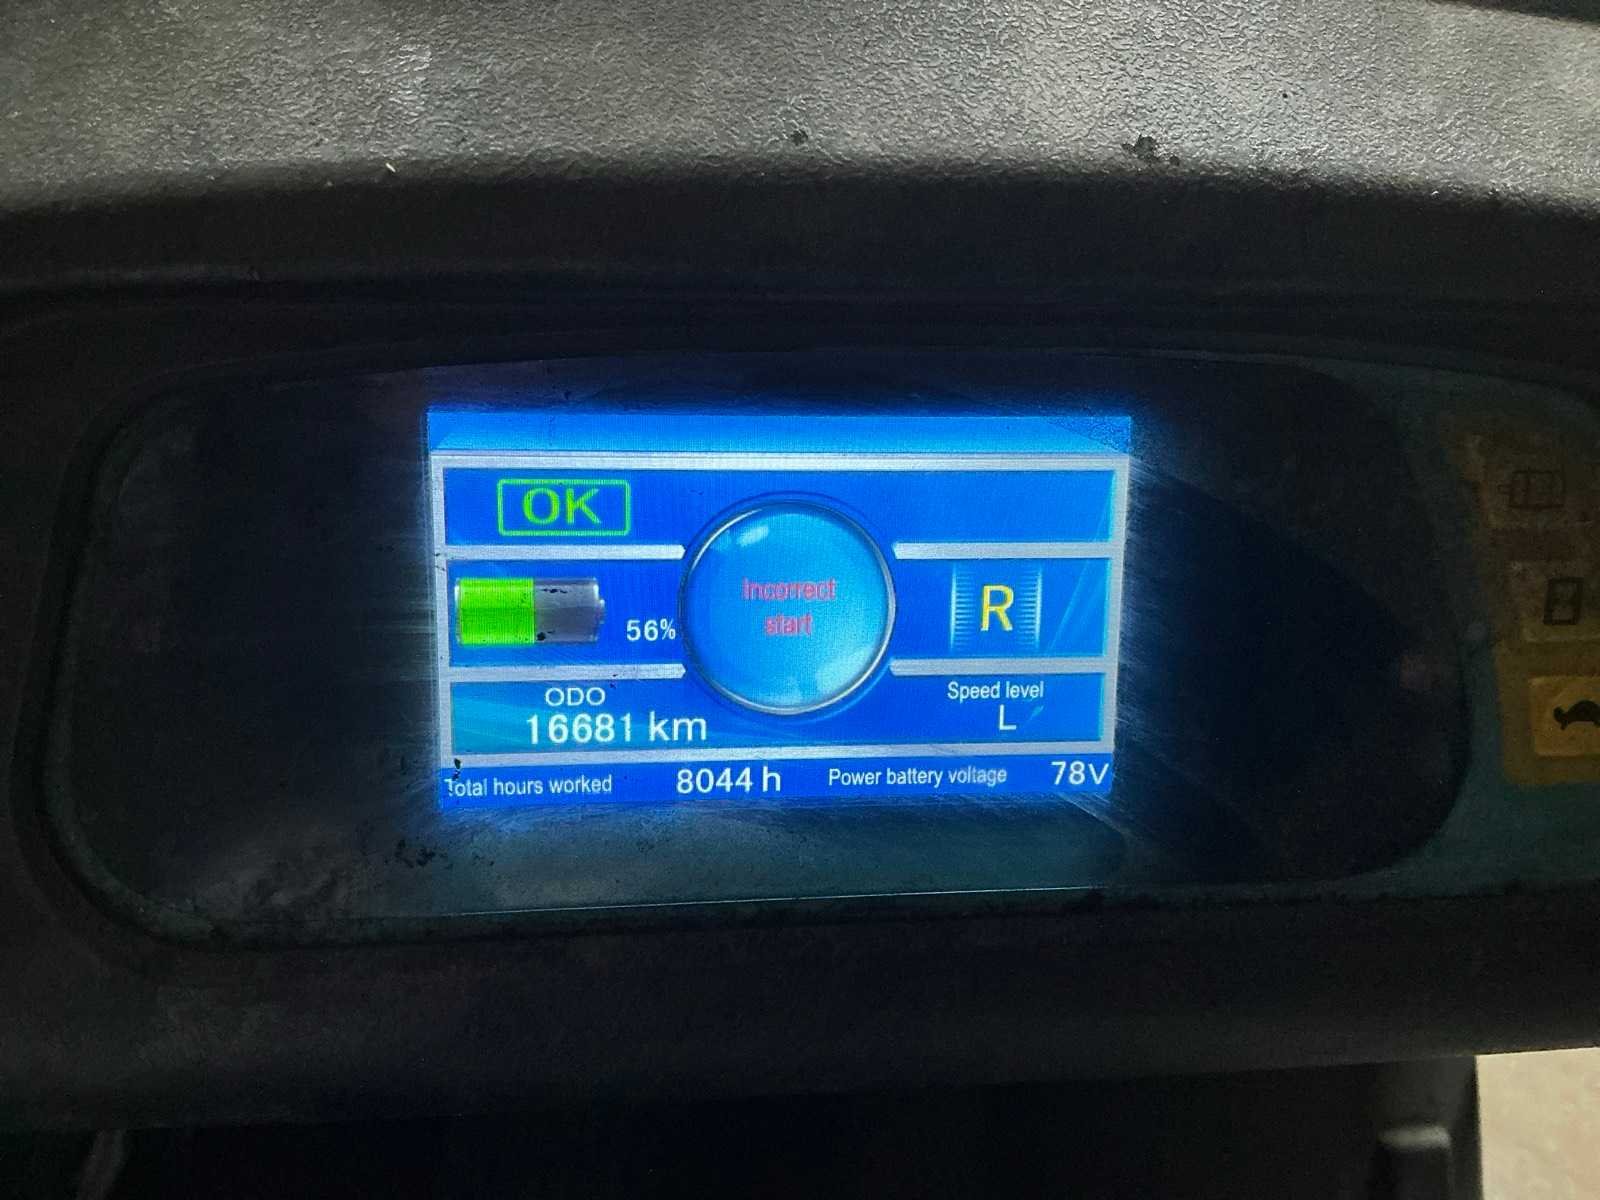 OK
56%
Incorrect
start
R
ODO
16681 km
Speed level
L
Total hours worked 8044 h Power battery voltage 78V